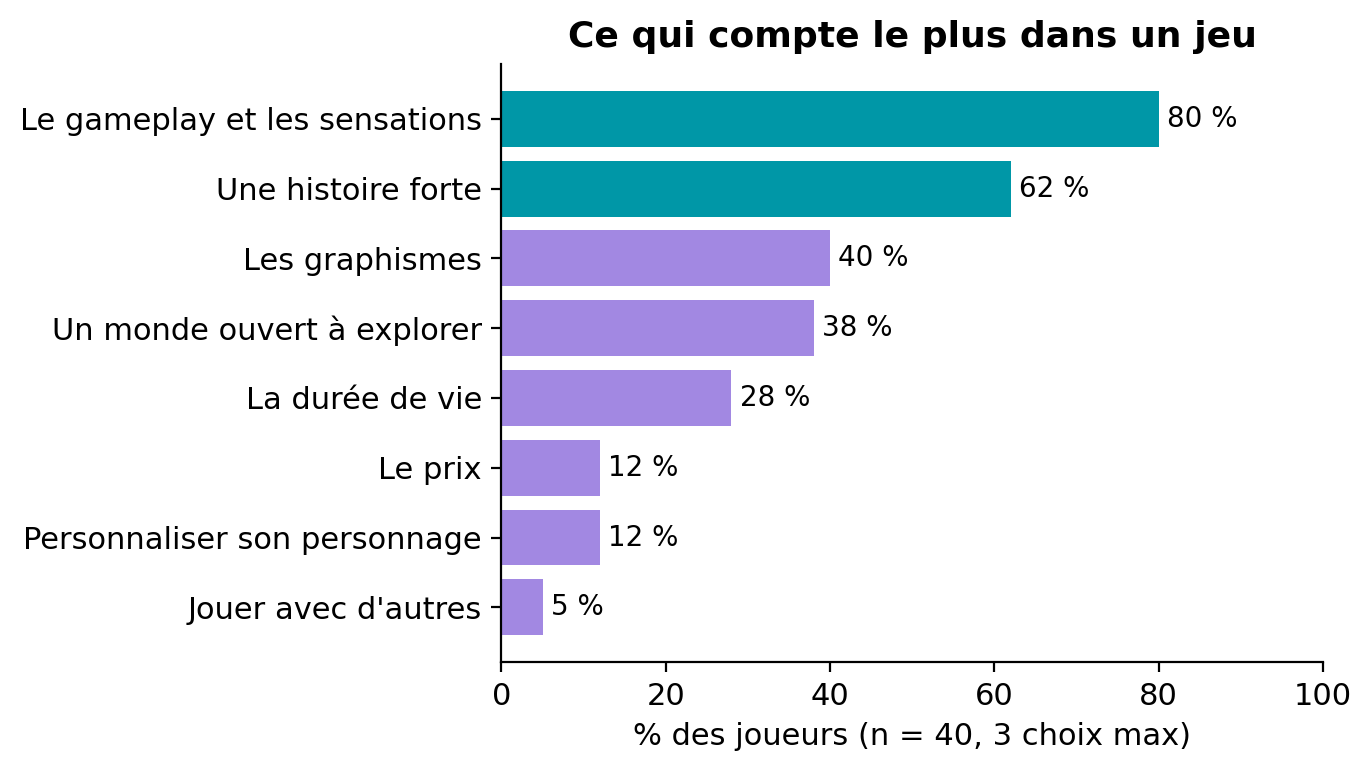 Ce qui compte le plus dans un jeu
Le gameplay et les sensations 80 %
Une histoire forte 62 %
Les graphismes 40 %
Un monde ouvert à explorer 38 %
La durée de vie 28 %
Le prix 12 %
Personnaliser son personnage 12 %
Jouer avec d'autres 5 %
0 20 40 60 80 100
% des joueurs (n = 40, 3 choix max)